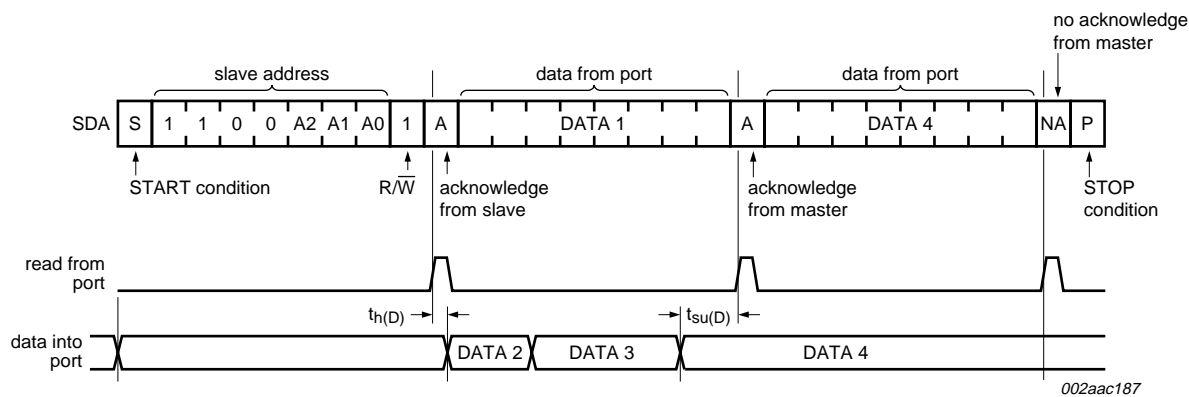 no acknowledge
from master
slave address
data from port
data from port
SDA S 1 1 0 0 A2 A1 A0 1 A DATA 1 A DATA 4 NA P
START condition
R/W̅
acknowledge
from slave
acknowledge
from master
STOP
condition
read from
port
th(D)
tsu(D)
data into
port
DATA 2 DATA 3 DATA 4
002aac187